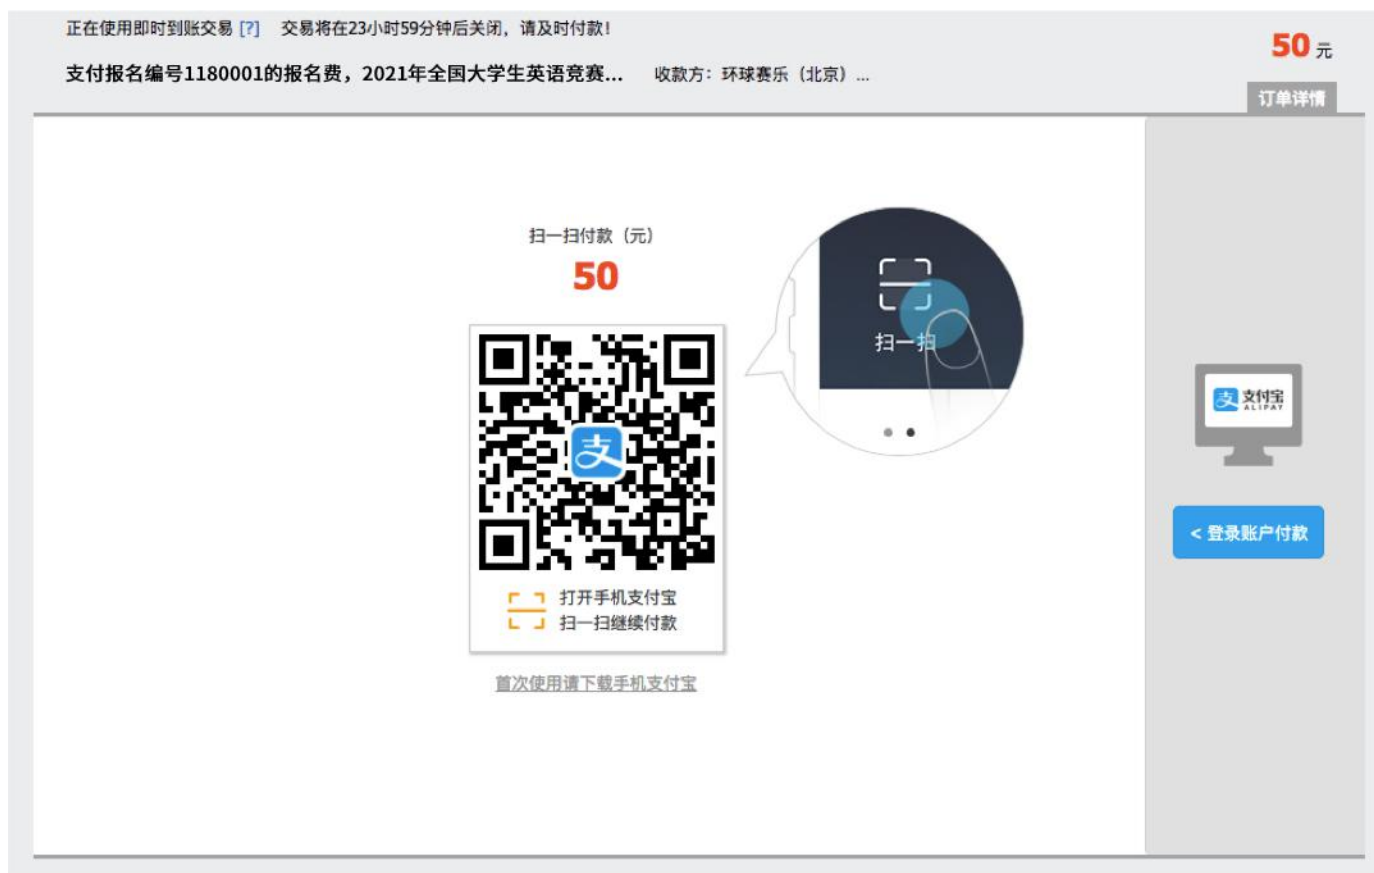 正在使用即时到账交易 [?] 交易将在23小时59分钟后关闭，请及时付款！
50 元
支付报名编号1180001的报名费，2021年全国大学生英语竞赛... 收款方：环球赛乐（北京）...
订单详情
扫一扫付款（元）
50
扫一扫
支
支付宝
ALIPAY
支
< 登录账户付款
打开手机支付宝
扫一扫继续付款
首次使用请下载手机支付宝